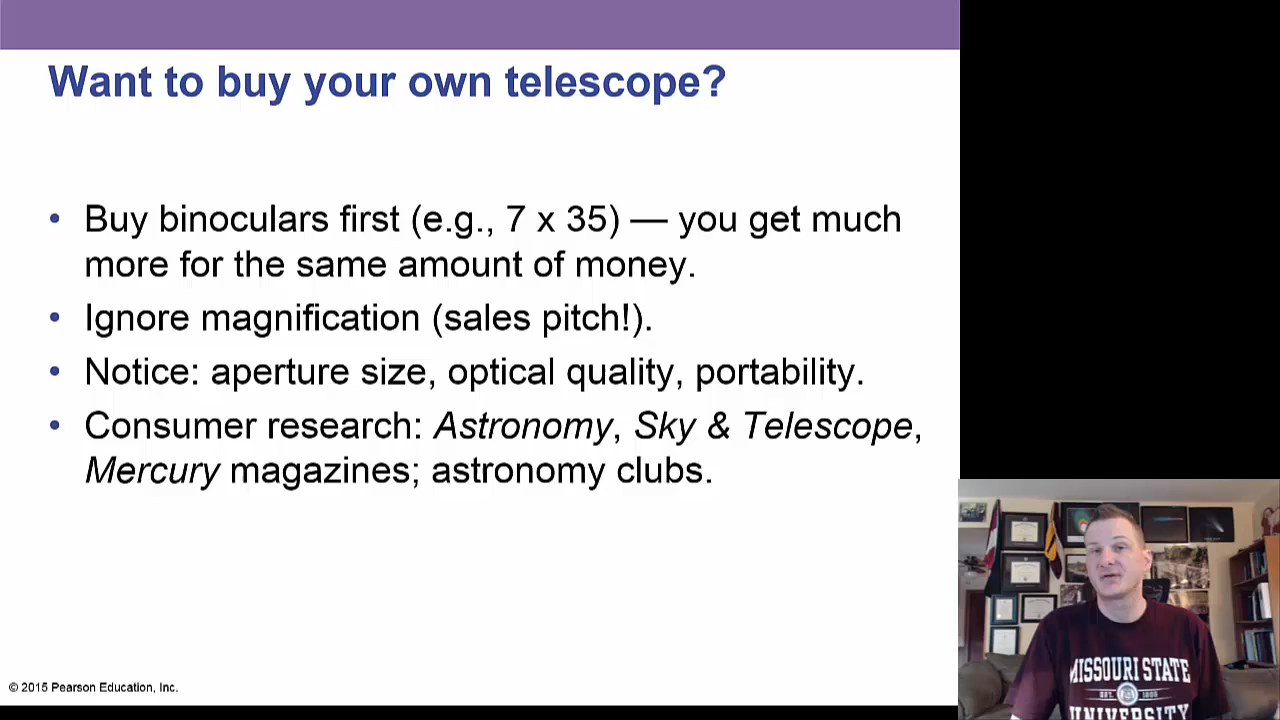 Want to buy your own telescope?
• Buy binoculars first (e.g., 7 x 35) — you get much
more for the same amount of money.
• Ignore magnification (sales pitch!).
• Notice: aperture size, optical quality, portability.
• Consumer research: Astronomy, Sky & Telescope,
Mercury magazines; astronomy clubs.
© 2015 Pearson Education, Inc.
MISSOURI STATE
UNIVERSITY